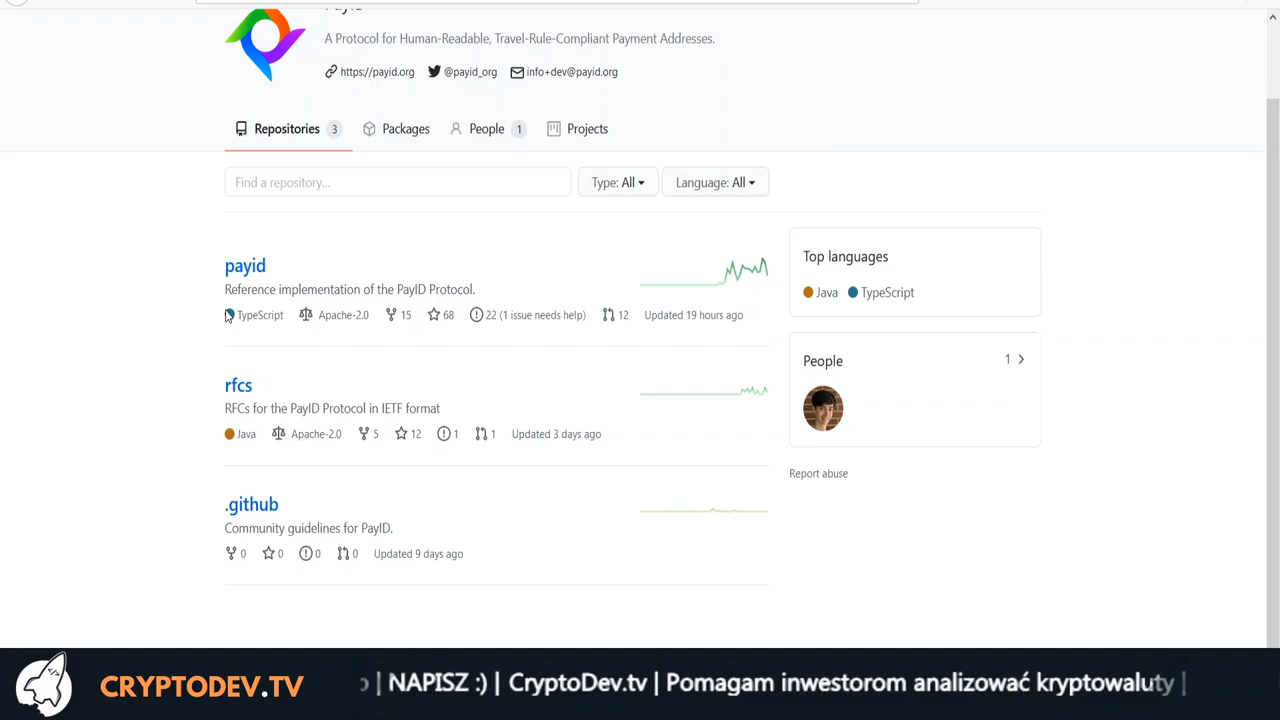 A Protocol for Human-Readable, Travel-Rule-Compliant Payment Addresses.
https://payid.org @payid_org info+dev@payid.org
Repositories 3 Packages People 1 Projects
Find a repository... Type: All Language: All
payid
Reference implementation of the PayID Protocol.
TypeScript Apache-2.0 15 68 22 (1 issue needs help) 12 Updated 19 hours ago
rfcs
RFCs for the PayID Protocol in IETF format
Java Apache-2.0 5 12 1 1 Updated 3 days ago
.github
Community guidelines for PayID.
0 0 0 0 Updated 9 days ago
Top languages
Java TypeScript
People 1
Report abuse
CRYPTODEV.TV
| NAPISZ :) | CryptoDev.tv | Pomagam inwestorom analizować kryptowaluty |